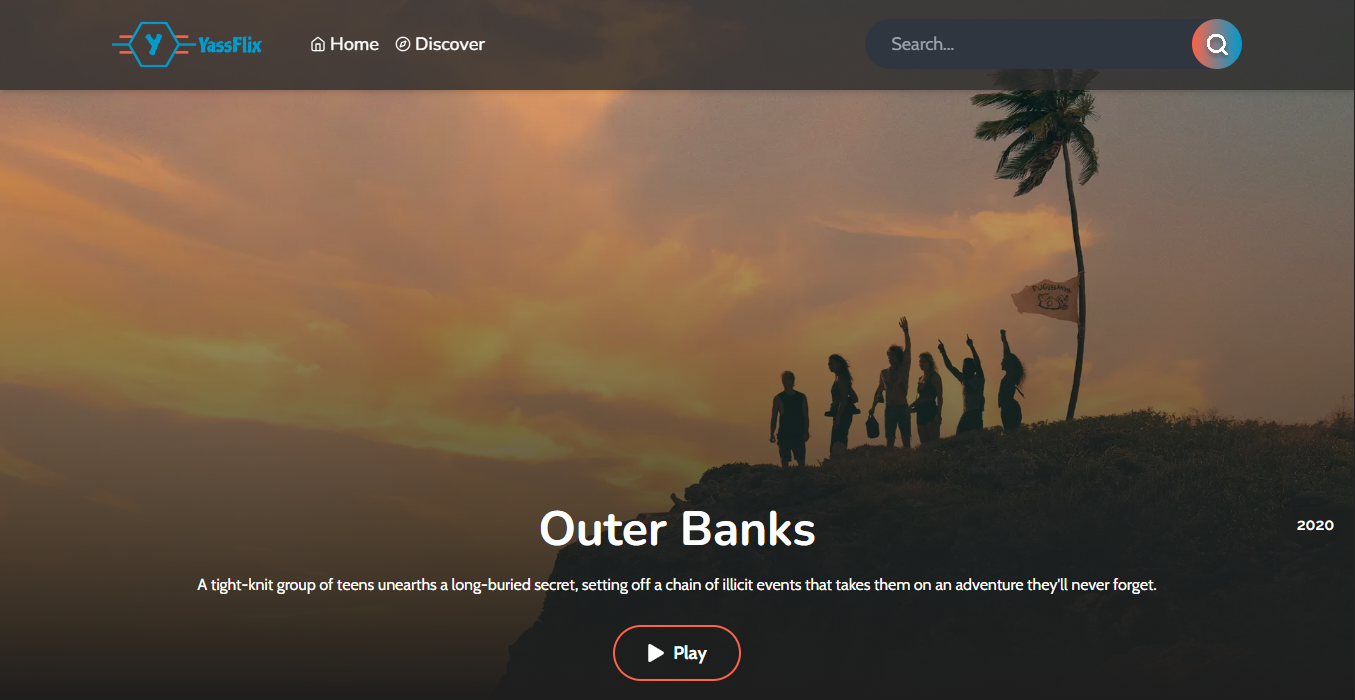 Y YassFlix
Home
Discover
Search...
Outer Banks
2020
A tight-knit group of teens unearths a long-buried secret, setting off a chain of illicit events that takes them on an adventure they'll never forget.
Play